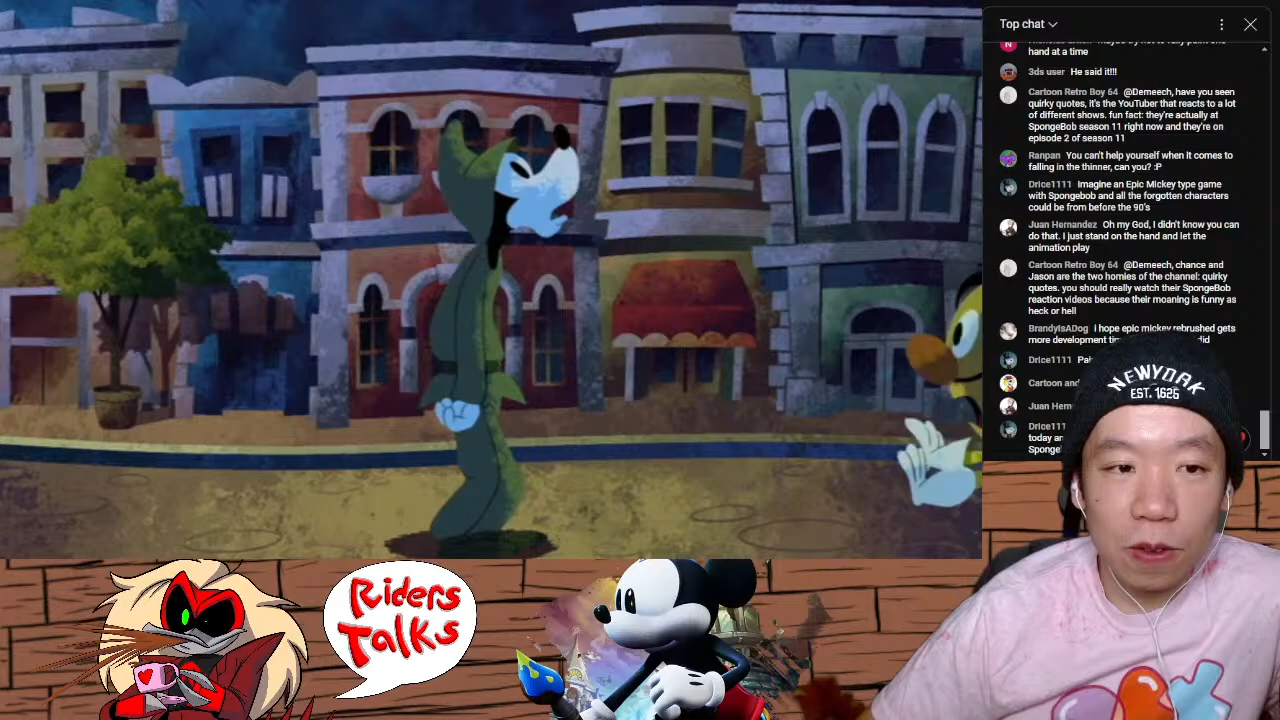 Top chat
hand at a time
3ds user He said it!!!
Cartoon Retro Boy 64 @Demeech, have you seen
quirky quotes, it's the YouTuber that reacts to a lot
of different shows. fun fact: they're actually at
SpongeBob season 11 right now and they're on
episode 2 of season 11
Ranpan You can't help yourself when it comes to
falling in the thinner, can you? :P
Drice1111 Imagine an Epic Mickey type game
with Spongebob and all the forgotten characters
could be from before the 90's
Juan Hernandez Oh my God, I didn't know you can
do that. I just stand on the hand and let the
animation play
Cartoon Retro Boy 64 @Demeech, chance and
Jason are the two homies of the channel: quirky
quotes. you should really watch their SpongeBob
reaction videos because their moaning is funny as
heck or hell
BrandyIsADog i hope epic mickey rebrushed gets
more development
Drice1111
Cartoon and
Juan Hern
Drice111
today an
Sponge
NEWYORK
EST. 1625
Riders
Talks